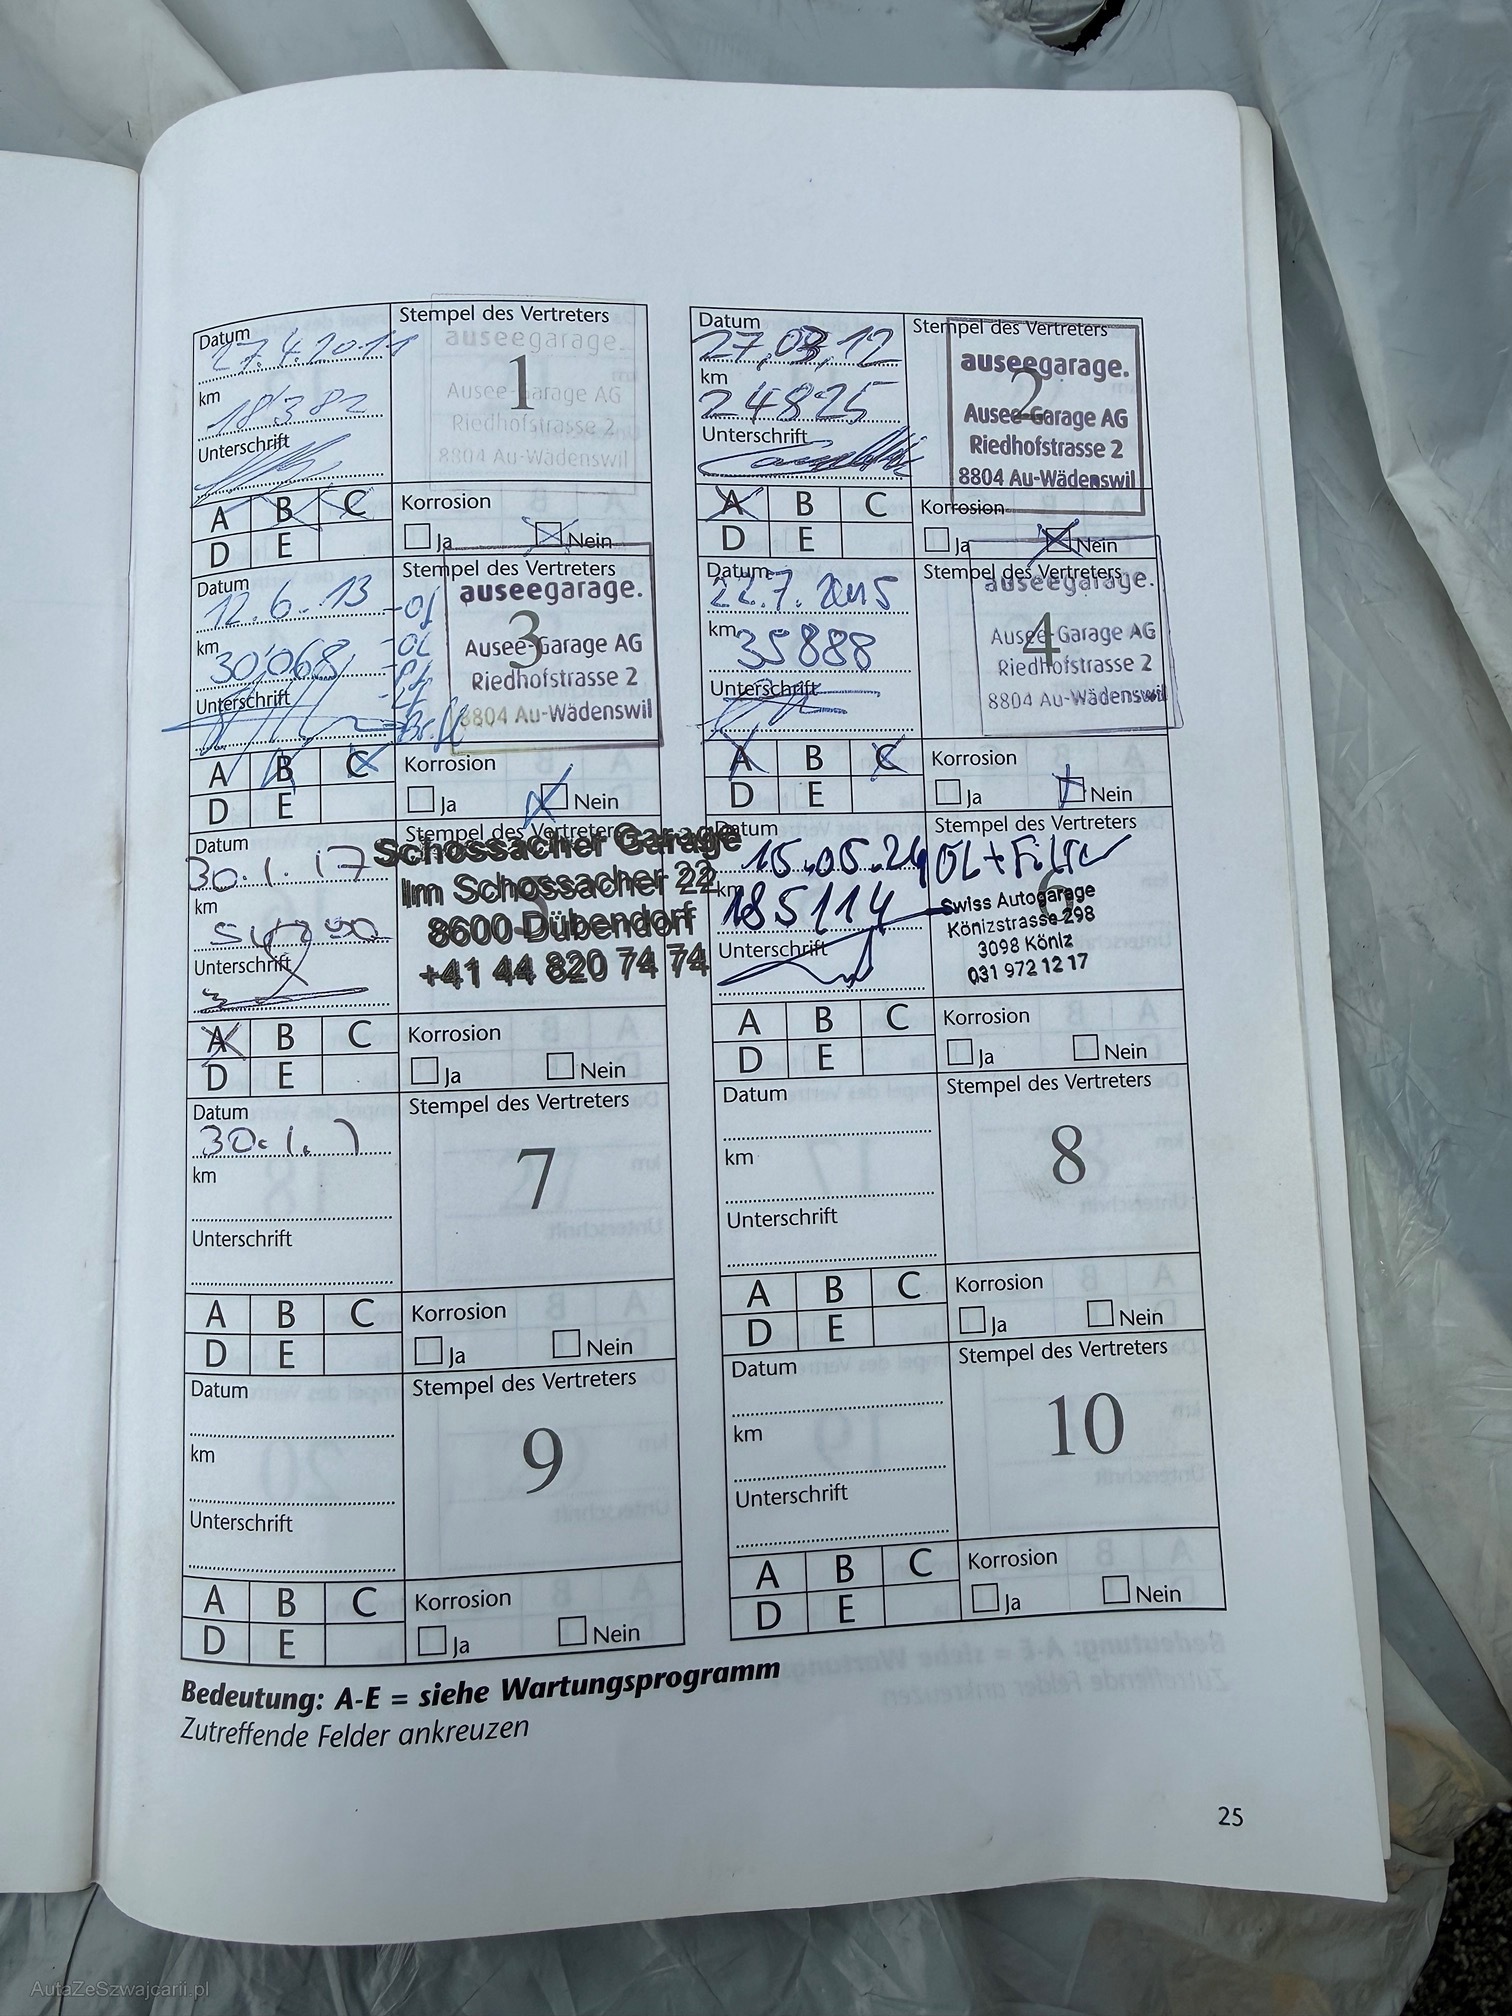 Datum
27.4.2011
km
18382
Unterschrift
Stempel des Vertreters
auseegarage.
1
Ausee-Garage AG
Riedhofstrasse 2
8804 Au-Wädenswil
A B C
D E
Korrosion
Ja Nein
Datum
27,03,12
km
24825
Unterschrift
Stempel des Vertreters
auseegarage.
2
Ausee-Garage AG
Riedhofstrasse 2
8804 Au-Wädenswil
A B C
D E
Korrosion
Ja Nein
Datum
12.6.13
km
30'068
Unterschrift
Stempel des Vertreters
auseegarage.
3
Ausee-Garage AG
Riedhofstrasse 2
8804 Au-Wädenswil
A B C
D E
Korrosion
Ja Nein
Datum
22.7.2015
km
35888
Unterschrift
Stempel des Vertreters
auseegarage.
4
Ausee-Garage AG
Riedhofstrasse 2
8804 Au-Wädenswil
A B C
D E
Korrosion
Ja Nein
Datum
30.1.17
km
Unterschrift
Stempel des Vertreters
Schossacher Garage
Im Schossacher 22
8600 Dübendorf
+41 44 820 74 74
A B C
D E
Korrosion
Ja Nein
Datum
15.05.24
km
185114
Unterschrift
Stempel des Vertreters
ÖL+Filter
6
Swiss Autogarage
Könizstrasse 298
3098 Köniz
031 972 12 17
A B C
D E
Korrosion
Ja Nein
Datum
30.1.
km
Unterschrift
Stempel des Vertreters
7
A B C
D E
Korrosion
Ja Nein
Datum
km
Unterschrift
Stempel des Vertreters
8
A B C
D E
Korrosion
Ja Nein
Datum
km
Unterschrift
Stempel des Vertreters
9
A B C
D E
Korrosion
Ja Nein
Datum
km
Unterschrift
Stempel des Vertreters
10
A B C
D E
Korrosion
Ja Nein
Bedeutung: A-E = siehe Wartungsprogramm
Zutreffende Felder ankreuzen
25
AutaZeSzwajcarii.pl